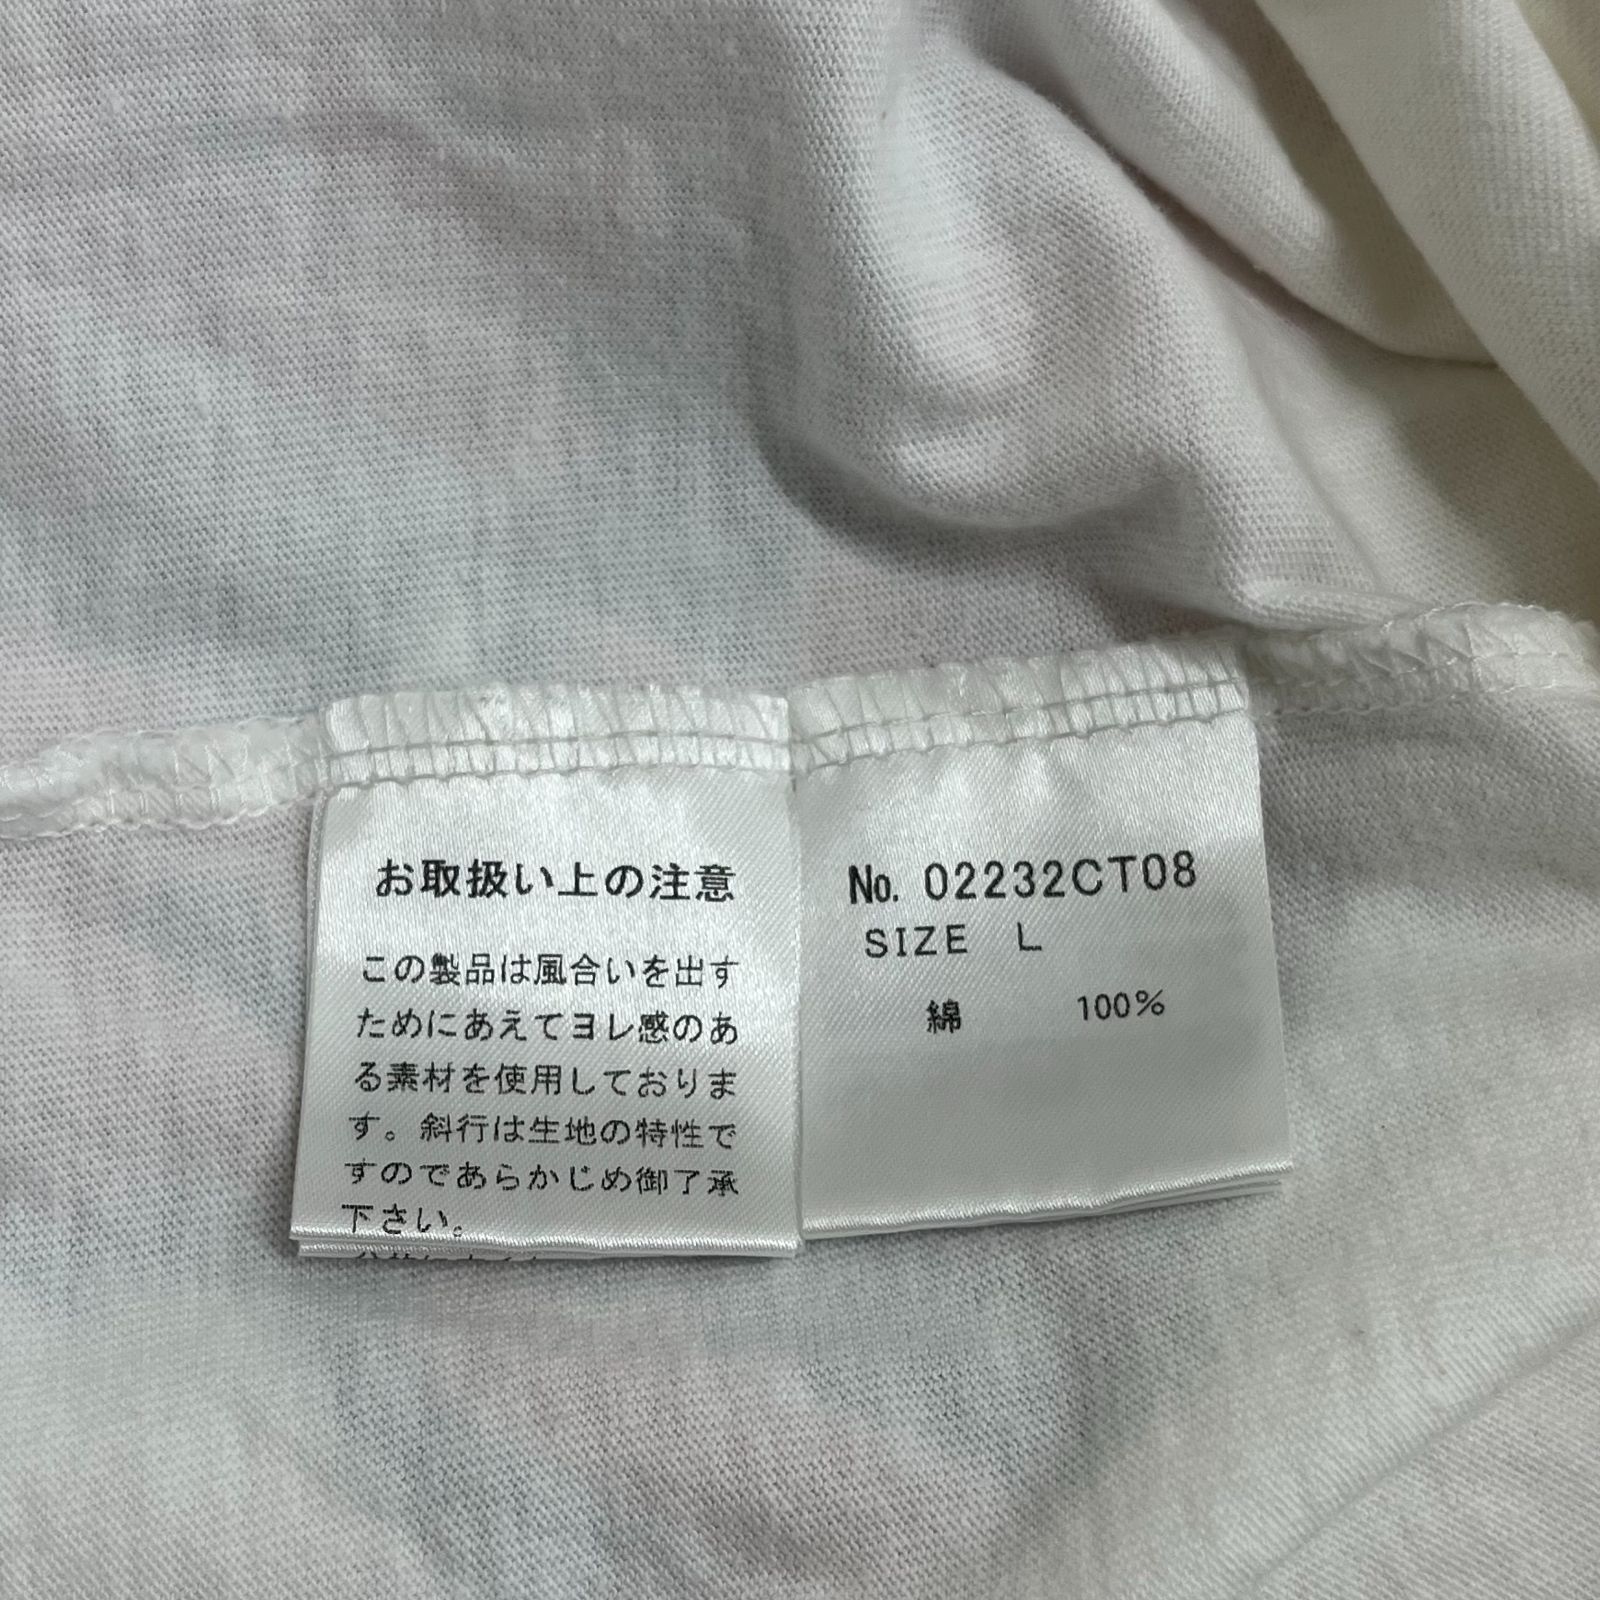 お取扱い上の注意
この製品は風合いを出す
ためにあえてヨレ感のあ
る素材を使用しておりま
す。斜行は生地の特性で
すのであらかじめ御了承
下さい。
No. 02232CT08
SIZE L
綿 100%